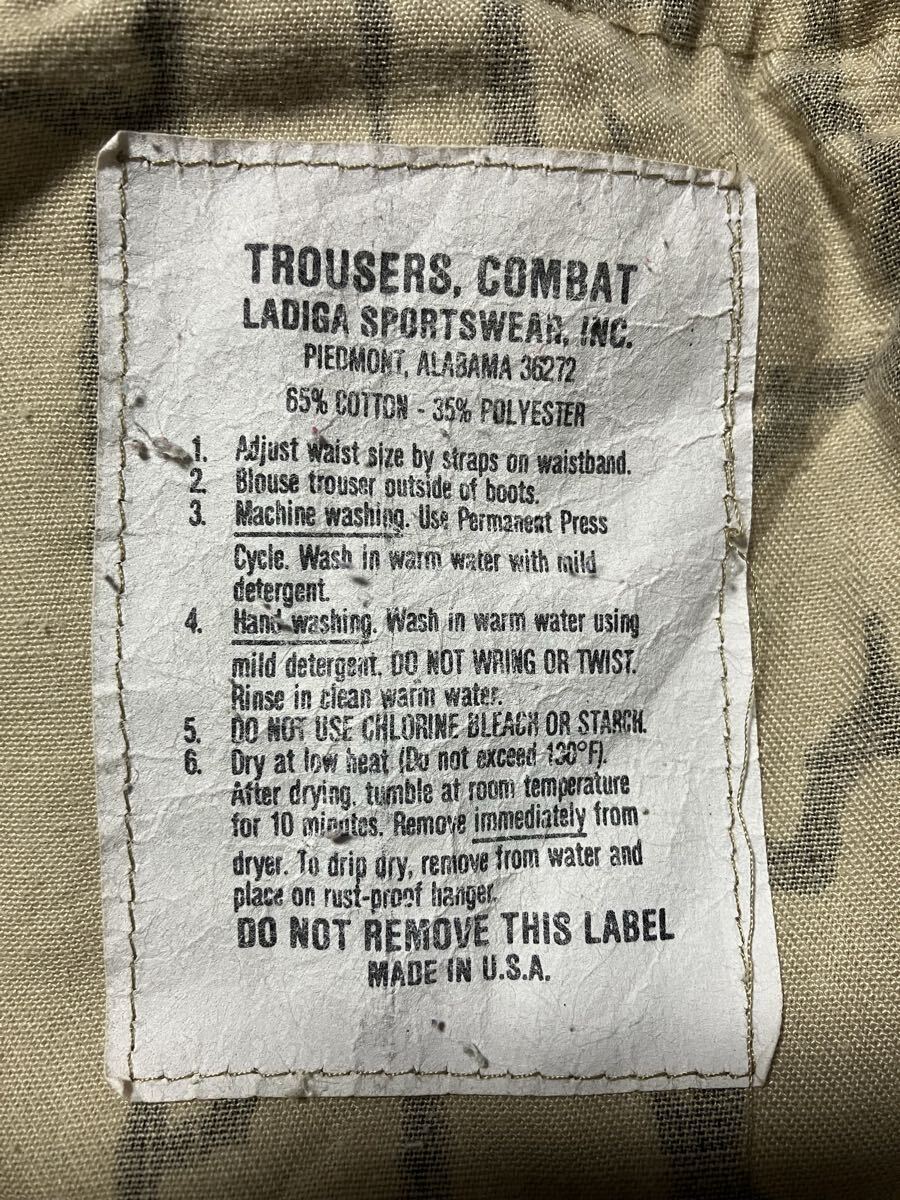 TROUSERS, COMBAT
LADIGA SPORTSWEAR, INC.
PIEDMONT, ALABAMA 36272
65% COTTON - 35% POLYESTER
1. Adjust waist size by straps on waistband.
2. Blouse trouser outside of boots.
3. Machine washing. Use Permanent Press
Cycle. Wash in warm water with mild
detergent.
4. Hand washing. Wash in warm water using
mild detergent. DO NOT WRING OR TWIST.
Rinse in clean warm water.
5. DO NOT USE CHLORINE BLEACH OR STARCH.
6. Dry at low heat (Do not exceed 130°F).
After drying, tumble at room temperature
for 10 minutes. Remove immediately from
dryer. To drip dry, remove from water and
place on rust-proof hanger.
DO NOT REMOVE THIS LABEL
MADE IN U.S.A.